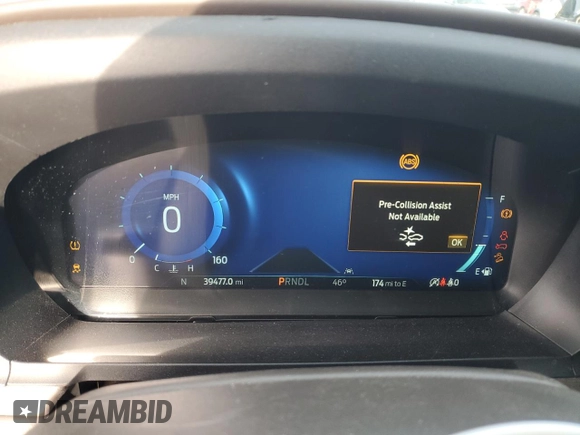 ABS
MPH
0
Pre-Collision Assist
Not Available
OK
F
0
160
C
H
E
N
39477.0 mi
PRNDL
46°
174 mi to E
0
DREAMBID